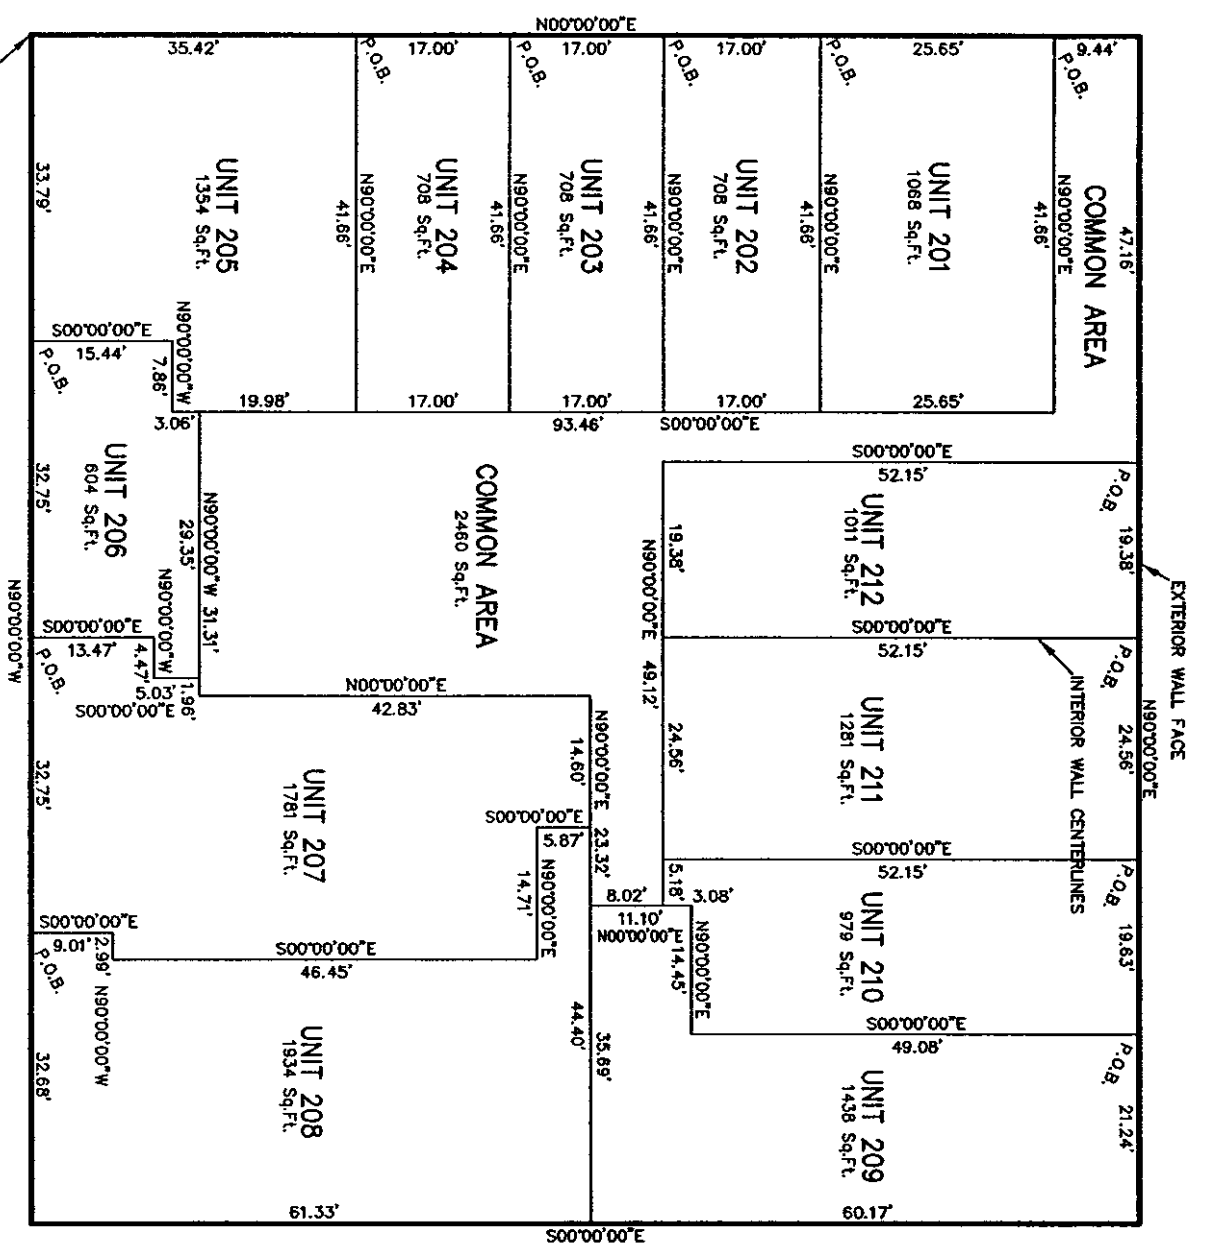 N00°00'00"E
35.42'
17.00'
17.00'
17.00'
25.65'
9.44'
P.O.B.
P.O.B.
P.O.B.
P.O.B.
P.O.B.
47.16'
COMMON AREA
N90°00'00"E
41.66'
UNIT 201
1068 Sq.Ft.
N90°00'00"E
41.66'
UNIT 202
708 Sq.Ft.
N90°00'00"E
41.66'
UNIT 203
708 Sq.Ft.
N90°00'00"E
41.66'
UNIT 204
708 Sq.Ft.
N90°00'00"E
41.66'
UNIT 205
1354 Sq.Ft.
33.79'
S00°00'00"E
15.44'
P.O.B.
N90°00'00"W
7.86'
19.98'
17.00'
17.00'
17.00'
25.65'
3.06'
93.46'
S00°00'00"E
UNIT 206
604 Sq.Ft.
32.75'
N90°00'00"W
29.35'
N90°00'00"W 31.31'
N90°00'00"W
S00°00'00"E
13.47'
4.47'
P.O.B.
5.03'
1.96'
S00°00'00"E
COMMON AREA
2460 Sq.Ft.
N00°00'00"E
42.83'
S00°00'00"E
52.15'
P.O.B.
19.38'
UNIT 212
1011 Sq.Ft.
19.38'
N90°00'00"E
49.12'
EXTERIOR WALL FACE
INTERIOR WALL CENTERLINES
N90°00'00"E
S00°00'00"E
52.15'
P.O.B.
24.56'
UNIT 211
1281 Sq.Ft.
24.56'
S00°00'00"E
52.15'
P.O.B.
19.63'
UNIT 210
979 Sq.Ft.
5.18'
3.08'
8.02'
11.10'
N00°00'00"E
N90°00'00"E
14.45'
S00°00'00"E
49.08'
P.O.B.
21.24'
UNIT 209
1438 Sq.Ft.
60.17'
N90°00'00"E
14.60'
23.32'
S00°00'00"E
5.87'
N90°00'00"E
14.71'
UNIT 207
1781 Sq.Ft.
32.75'
S00°00'00"E
9.01'
2.99'
N90°00'00"W
P.O.B.
S00°00'00"E
46.45'
44.40'
35.69'
UNIT 208
1934 Sq.Ft.
32.68'
61.33'
S00°00'00"E